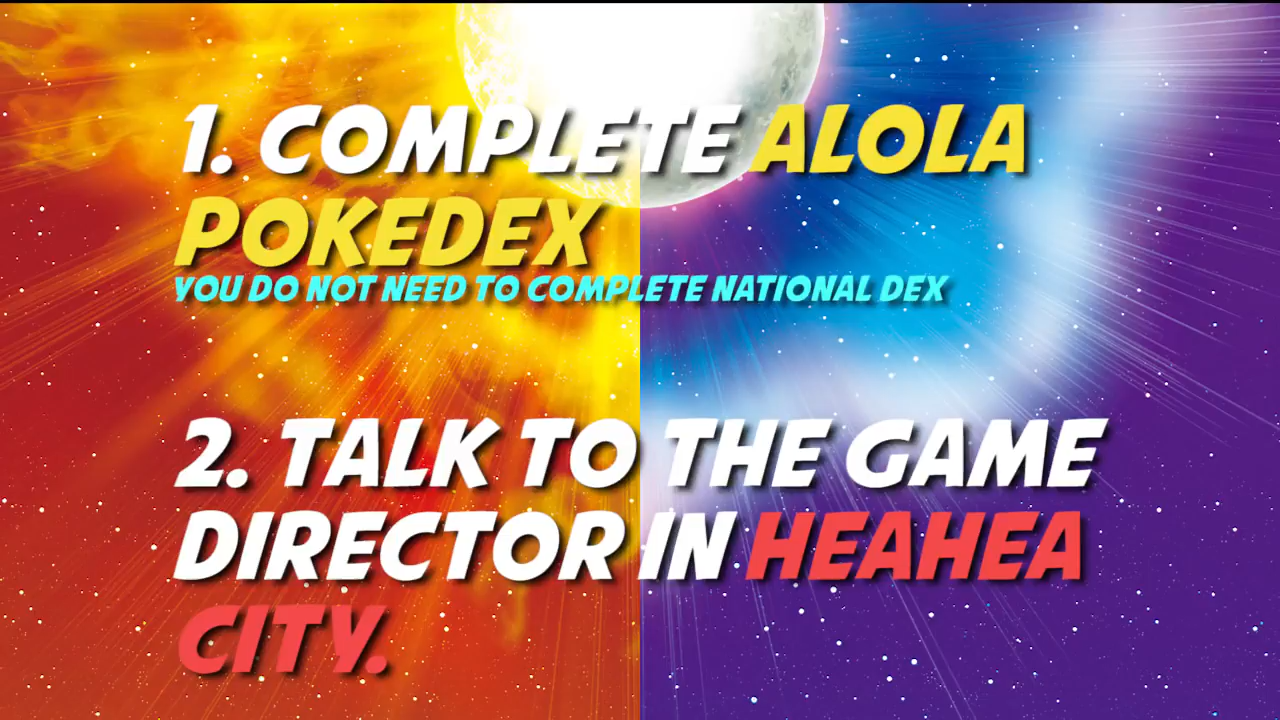 1. COMPLETE ALOLA
POKEDEX
YOU DO NOT NEED TO COMPLETE NATIONAL DEX
2. TALK TO THE GAME
DIRECTOR IN HEAHEA
CITY.